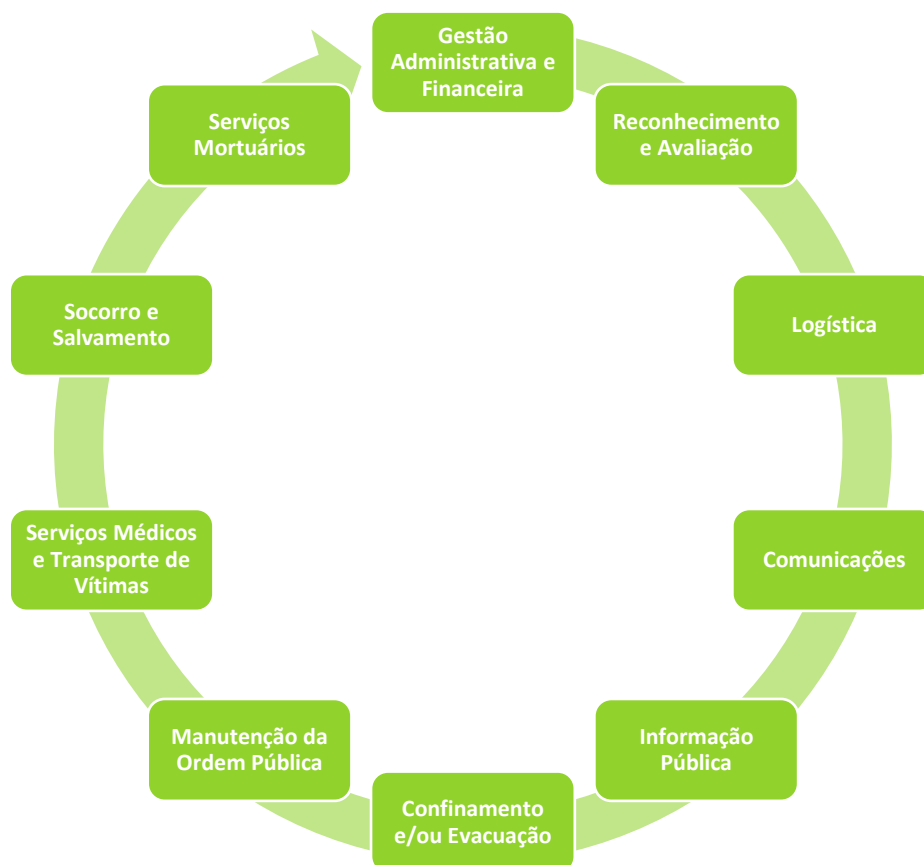 Gestão
Administrativa e
Financeira
Reconhecimento
e Avaliação
Logística
Comunicações
Informação
Pública
Confinamento
e/ou Evacuação
Manutenção da
Ordem Pública
Serviços Médicos
e Transporte de
Vítimas
Socorro e
Salvamento
Serviços
Mortuários